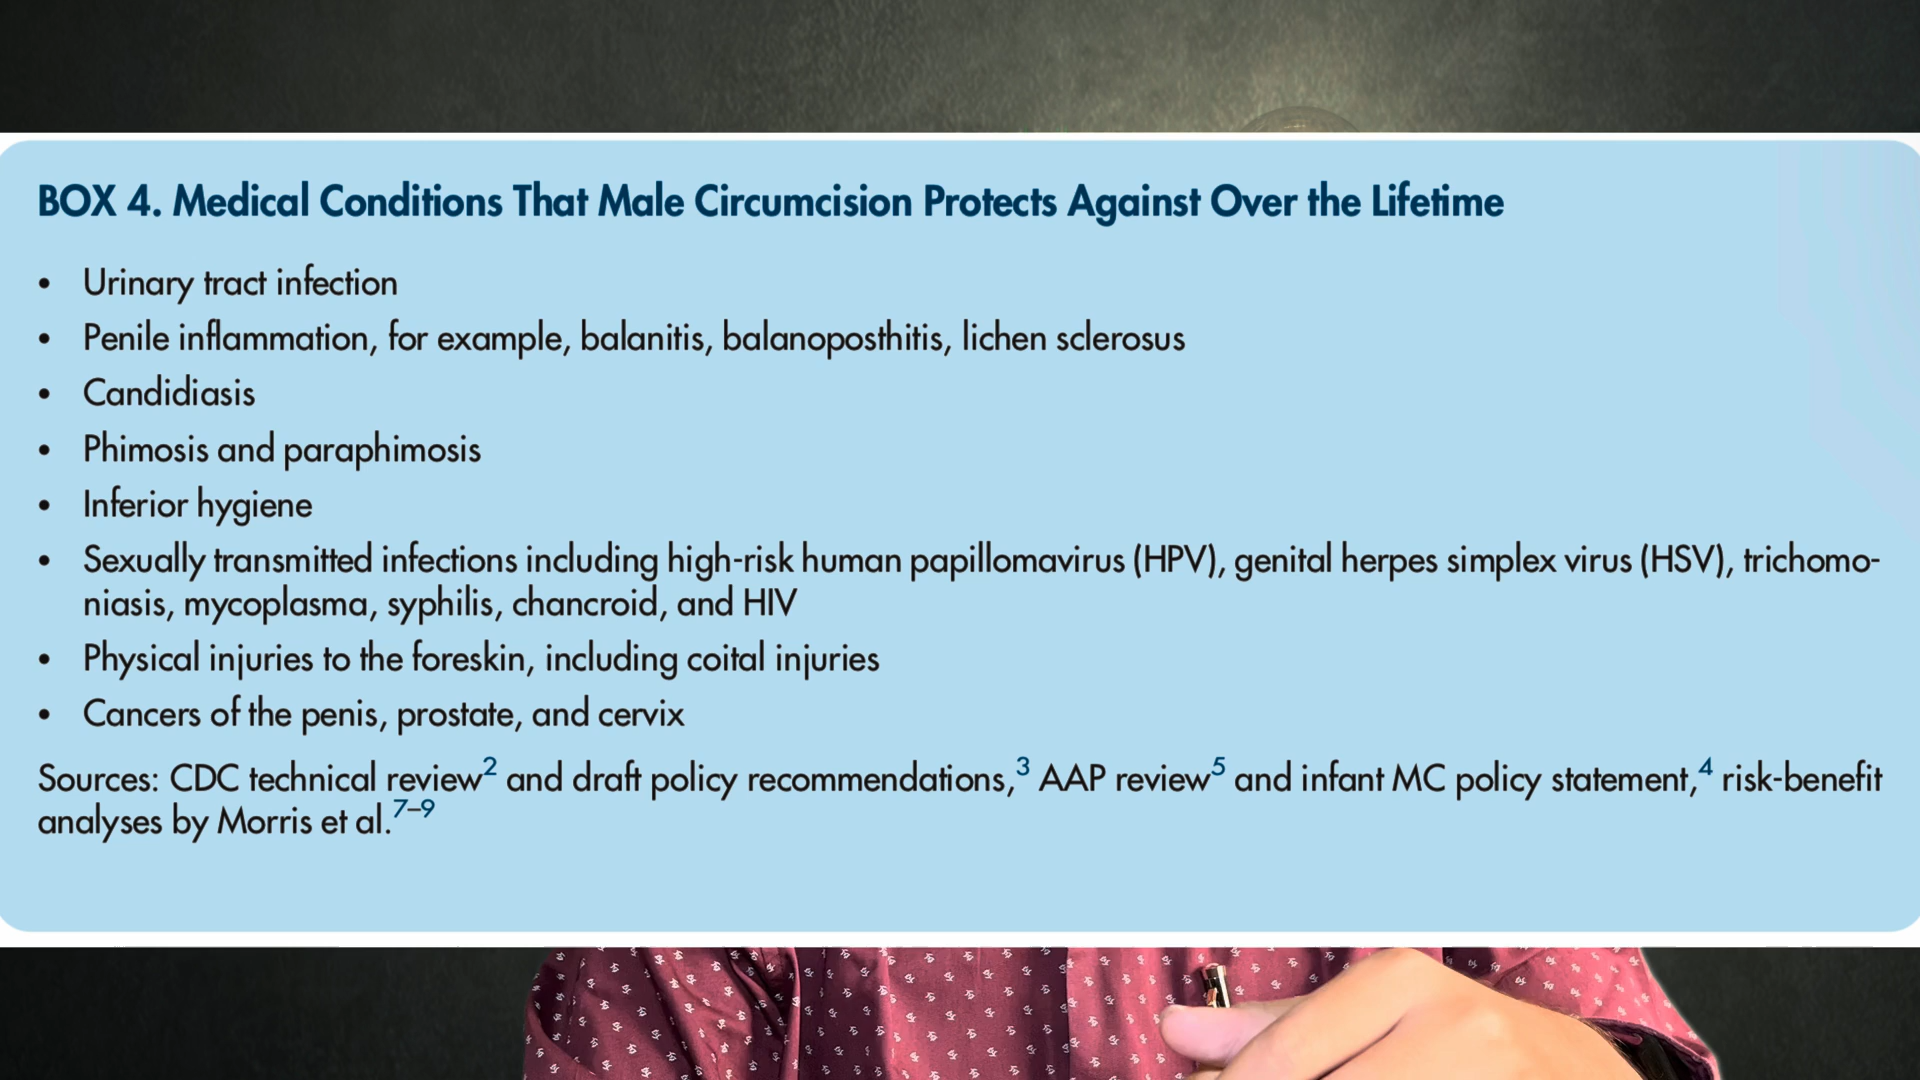 BOX 4. Medical Conditions That Male Circumcision Protects Against Over the Lifetime
• Urinary tract infection
• Penile inflammation, for example, balanitis, balanoposthitis, lichen sclerosus
• Candidiasis
• Phimosis and paraphimosis
• Inferior hygiene
• Sexually transmitted infections including high-risk human papillomavirus (HPV), genital herpes simplex virus (HSV), trichomo-
niasis, mycoplasma, syphilis, chancroid, and HIV
• Physical injuries to the foreskin, including coital injuries
• Cancers of the penis, prostate, and cervix
Sources: CDC technical review2 and draft policy recommendations,3 AAP review5 and infant MC policy statement,4 risk-benefit
analyses by Morris et al.7–9